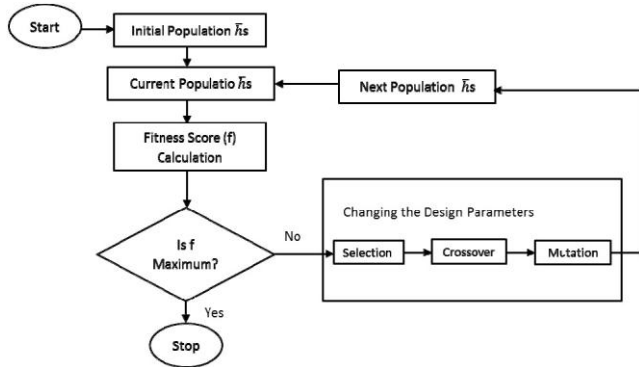 Start
Initial Population h̄s
Current Populatio h̄s
Next Population h̄s
Fitness Score (f)
Calculation
Is f
Maximum?
No
Yes
Stop
Changing the Design Parameters
Selection
Crossover
Mutation